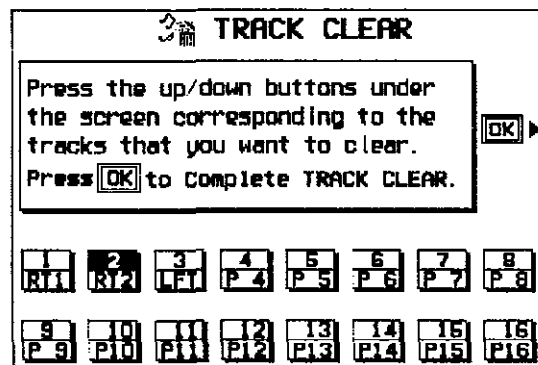 TRACK CLEAR
Press the up/down buttons under
the screen corresponding to the
tracks that you want to clear.
Press OK to Complete TRACK CLEAR.
OK
1 2 3 4 5 6 7 8
RT1 RT2 LFT P 4 P 5 P 6 P 7 P 8
9 10 11 12 13 14 15 16
P 9 P10 P11 P12 P13 P14 P15 P16